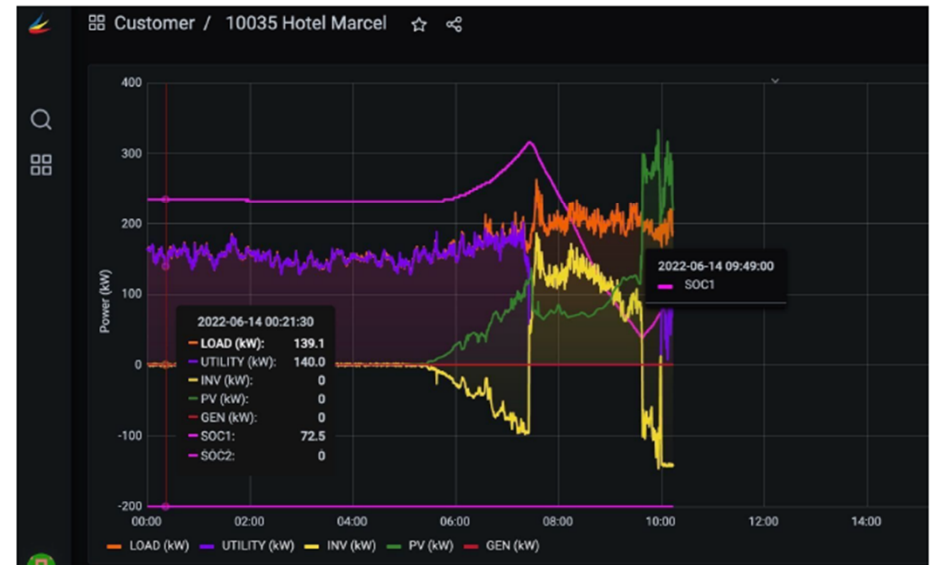 Customer / 10035 Hotel Marcel
400
300
200
100
0
-100
-200
Power (kW)
2022-06-14 00:21:30
LOAD (kW): 139.1
UTILITY (kW): 140.0
INV (kW): 0
PV (kW): 0
GEN (kW): 0
SOC1: 72.5
SOC2: 0
2022-06-14 09:49:00
SOC1
00:00 02:00 04:00 06:00 08:00 10:00 12:00 14:00
LOAD (kW) UTILITY (kW) INV (kW) PV (kW) GEN (kW)